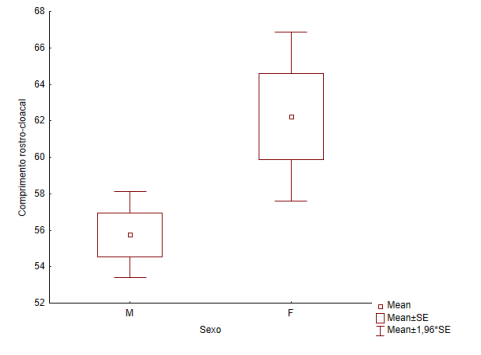 68
66
64
62
60
58
56
54
52
Comprimento rostro-cloacal
M
F
Sexo
Mean
Mean±SE
Mean±1,96*SE